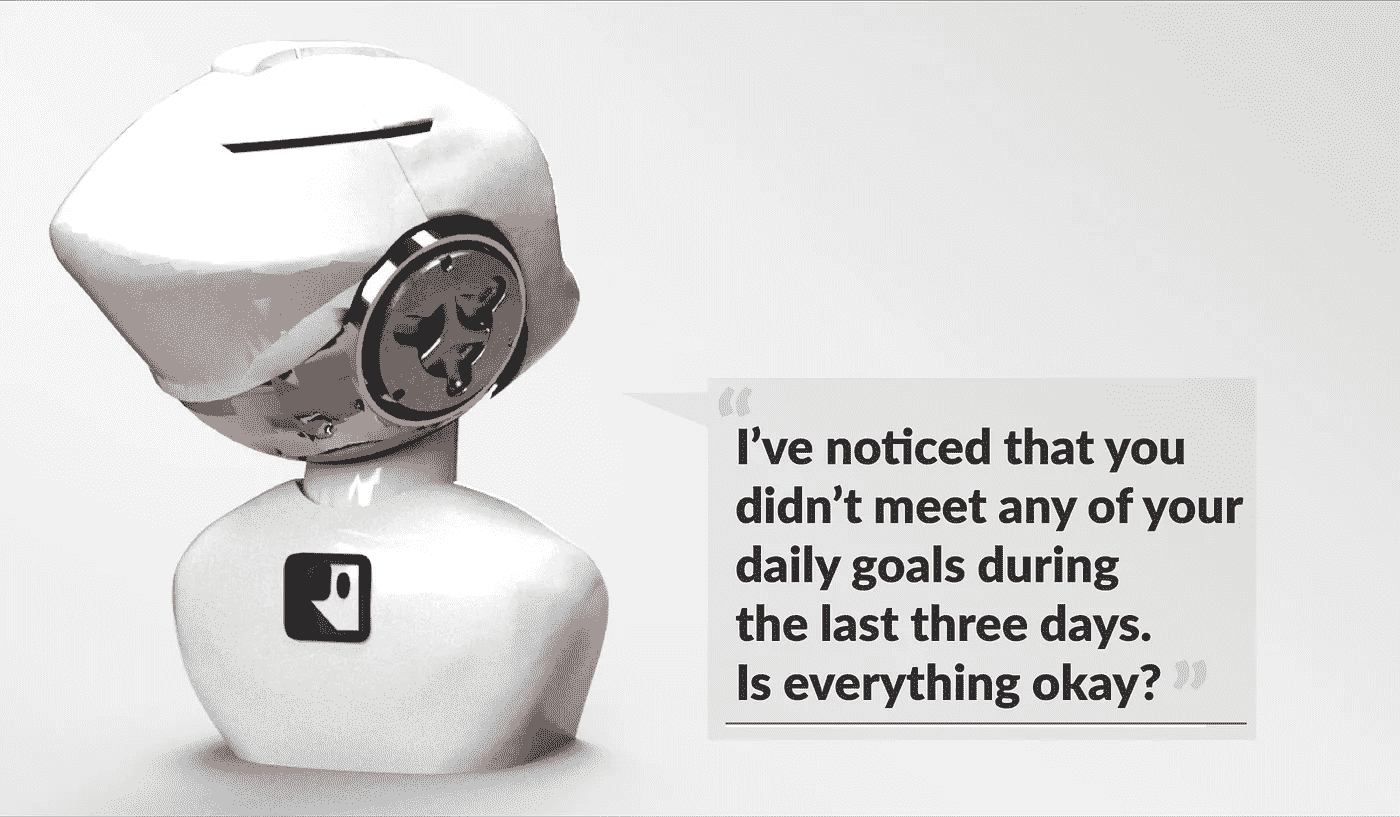 “I’ve noticed that you
didn’t meet any of your
daily goals during
the last three days.
Is everything okay?”